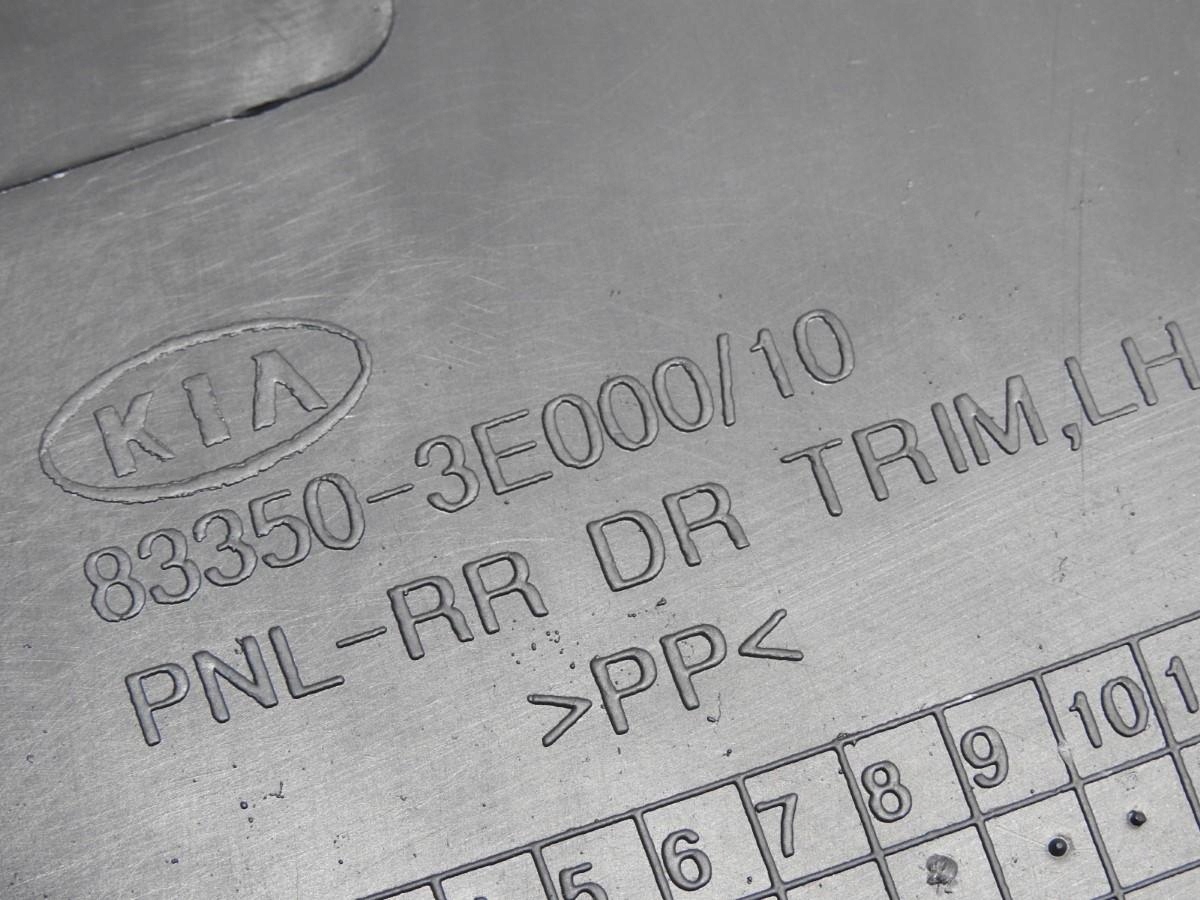 KIA
83350-3E000/10
PNL-RR DR TRIM,LH
>PP<
5 6 7 8 9 10